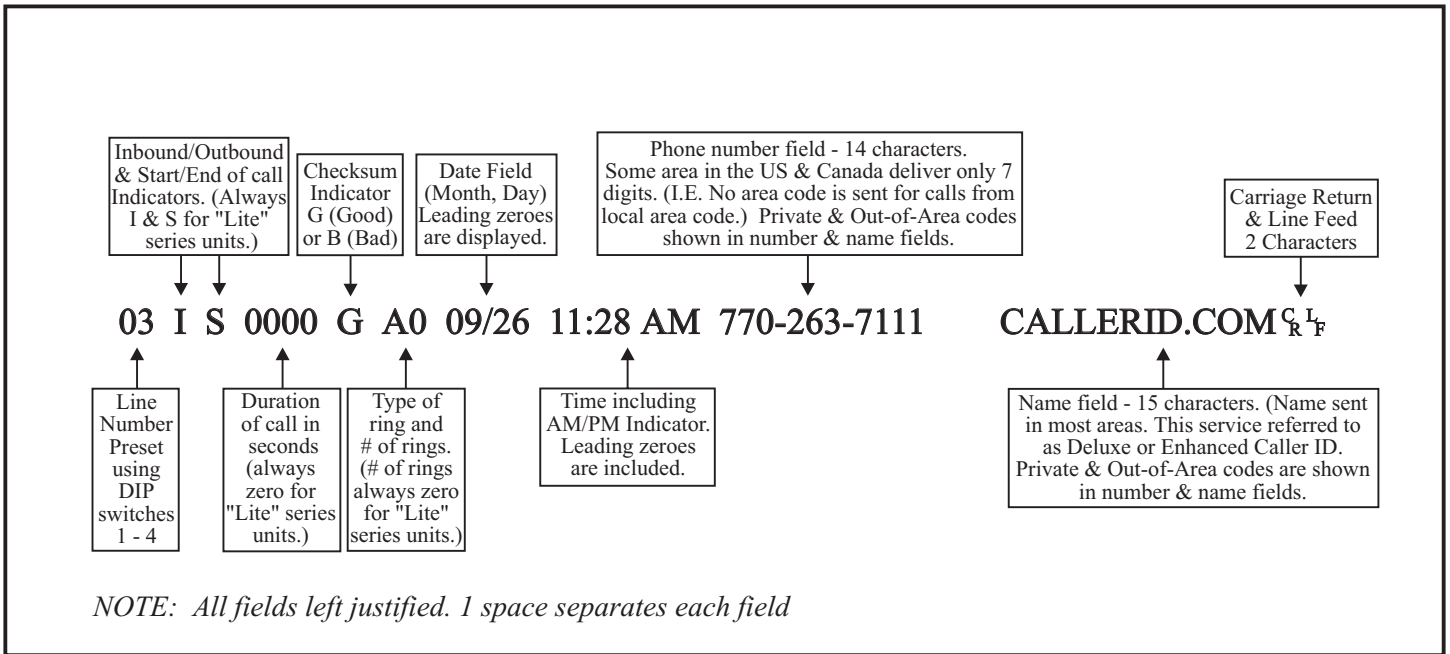 Inbound/Outbound
& Start/End of call
Indicators. (Always
I & S for "Lite"
series units.)
Checksum
Indicator
G (Good)
or B (Bad)
Date Field
(Month, Day)
Leading zeroes
are displayed.
Phone number field - 14 characters.
Some area in the US & Canada deliver only 7
digits. (I.E. No area code is sent for calls from
local area code.) Private & Out-of-Area codes
shown in number & name fields.
Carriage Return
& Line Feed
2 Characters
03 I S 0000 G A0 09/26 11:28 AM 770-263-7111 CALLERID.COM CR LF
Line
Number
Preset
using
DIP
switches
1 - 4
Duration
of call in
seconds
(always
zero for
"Lite" series
units.)
Type of
ring and
# of rings.
(# of rings
always zero
for "Lite"
series units.)
Time including
AM/PM Indicator.
Leading zeroes
are included.
Name field - 15 characters. (Name sent
in most areas. This service referred to
as Deluxe or Enhanced Caller ID.
Private & Out-of-Area codes are shown
in number & name fields.
NOTE: All fields left justified. 1 space separates each field